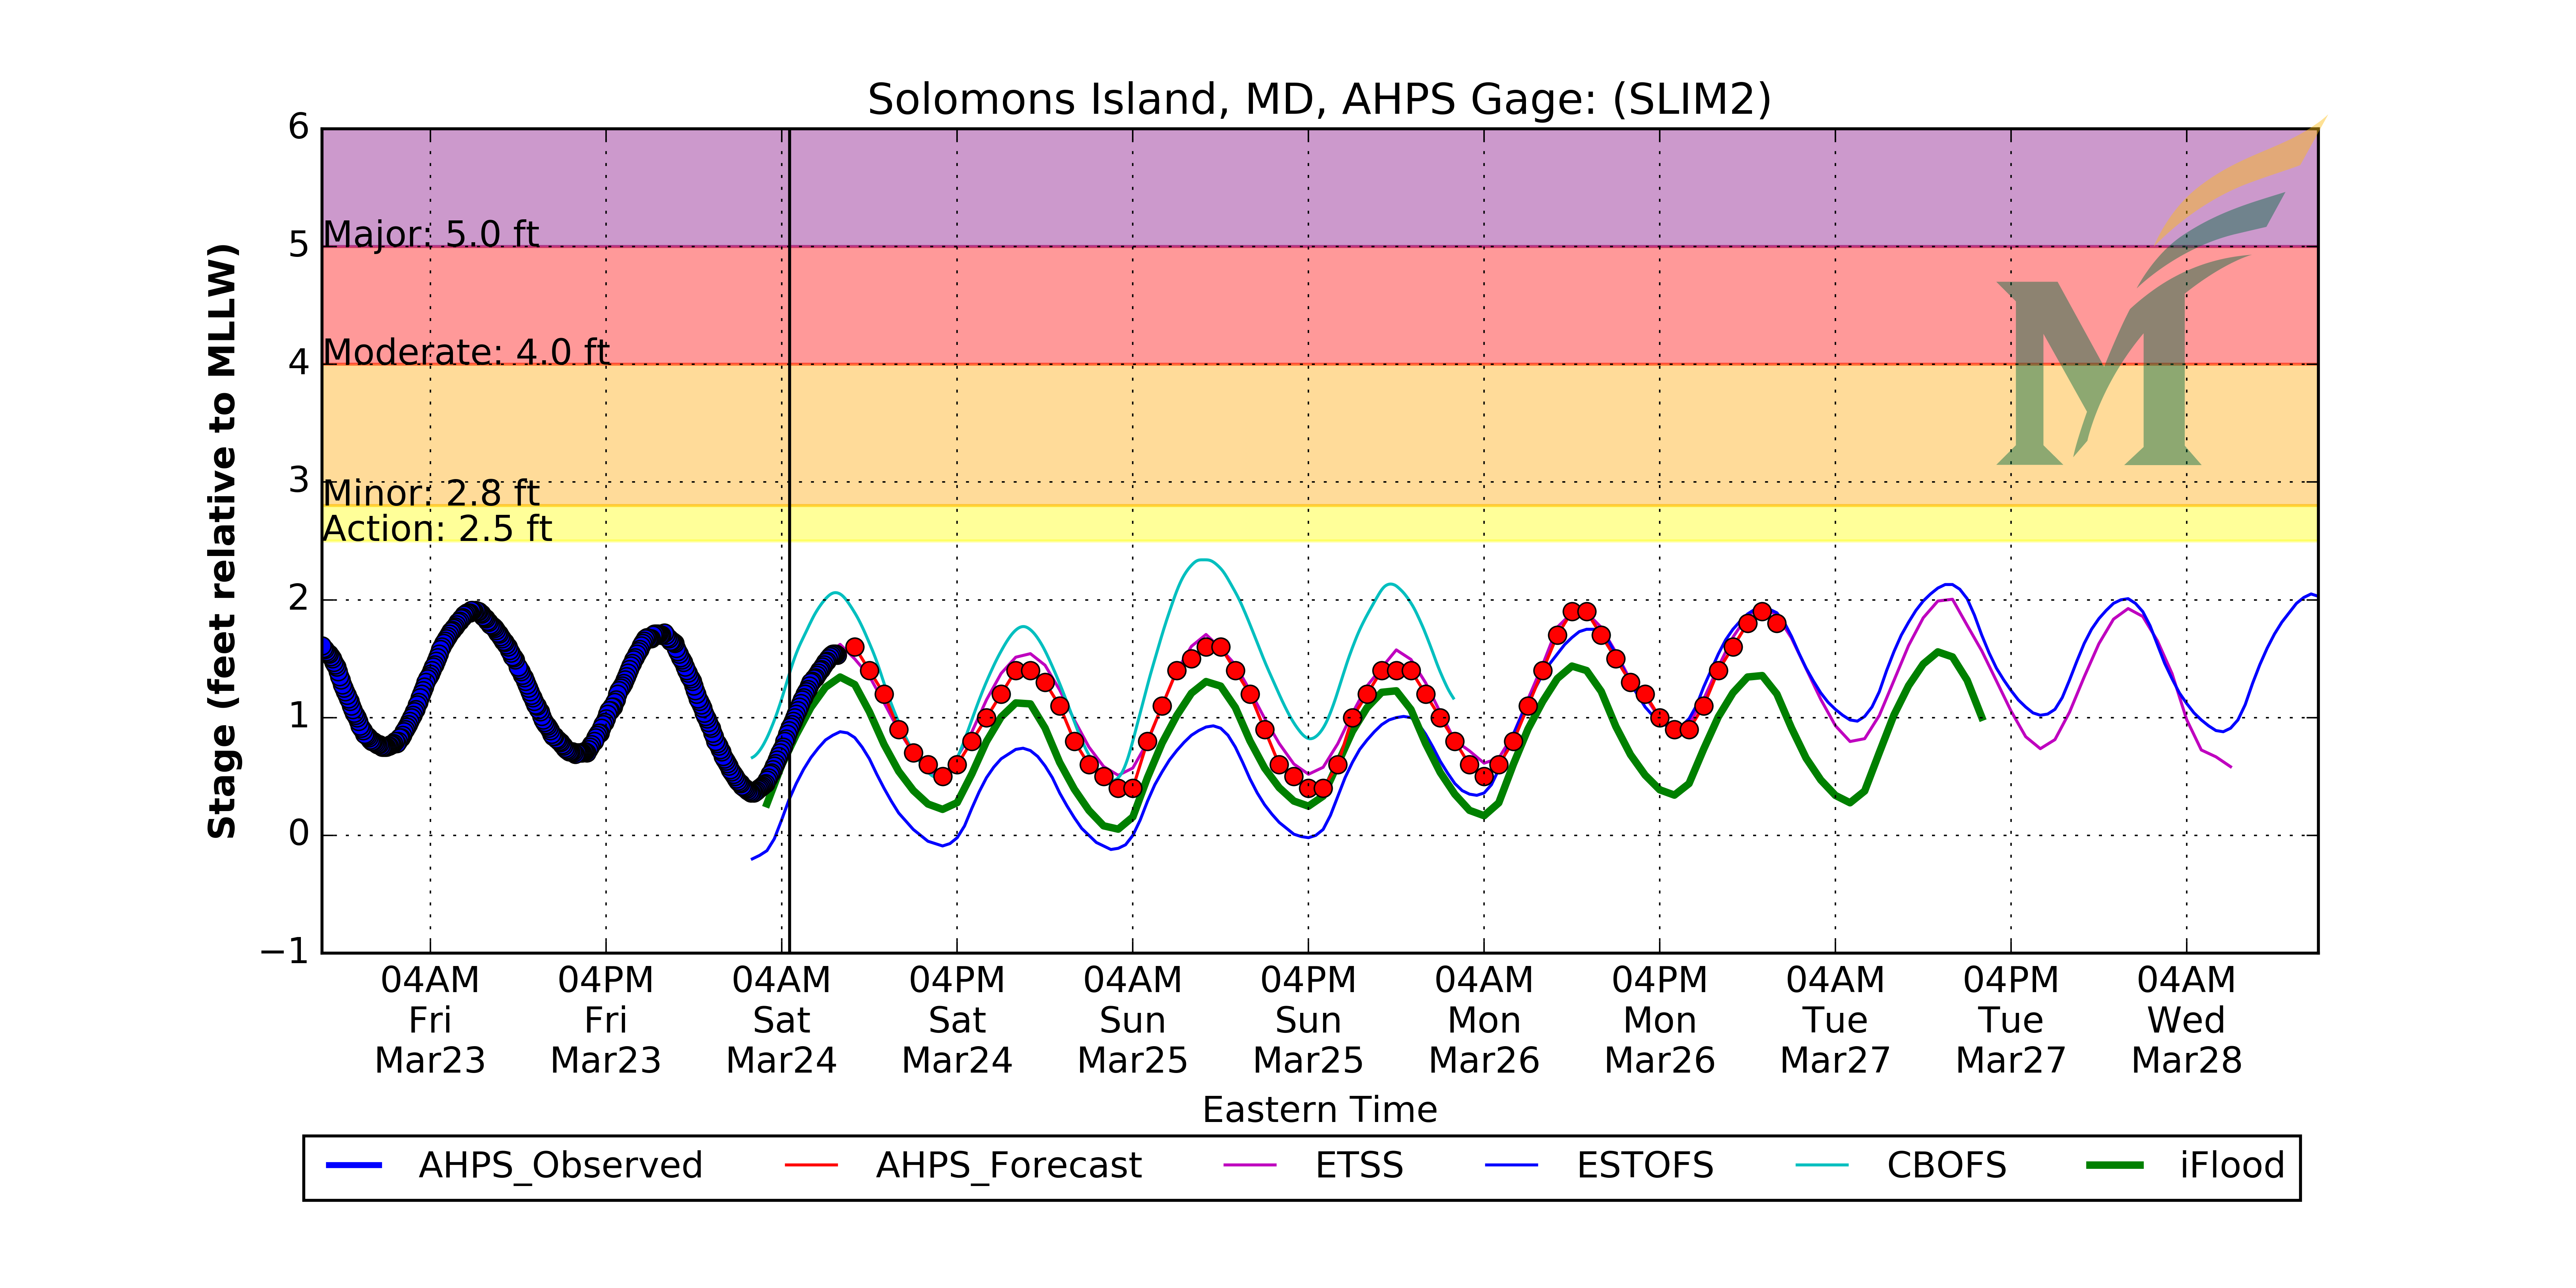 Solomons Island, MD, AHPS Gage: (SLIM2)
Stage (feet relative to MLLW)
6
5
4
3
2
1
0
−1
Major: 5.0 ft
Moderate: 4.0 ft
Minor: 2.8 ft
Action: 2.5 ft
04AM 04PM 04AM 04PM 04AM 04PM 04AM 04PM 04AM 04PM 04AM
Fri Fri Sat Sat Sun Sun Mon Mon Tue Tue Wed
Mar23 Mar23 Mar24 Mar24 Mar25 Mar25 Mar26 Mar26 Mar27 Mar27 Mar28
Eastern Time
AHPS_Observed AHPS_Forecast ETSS ESTOFS CBOFS iFlood
M